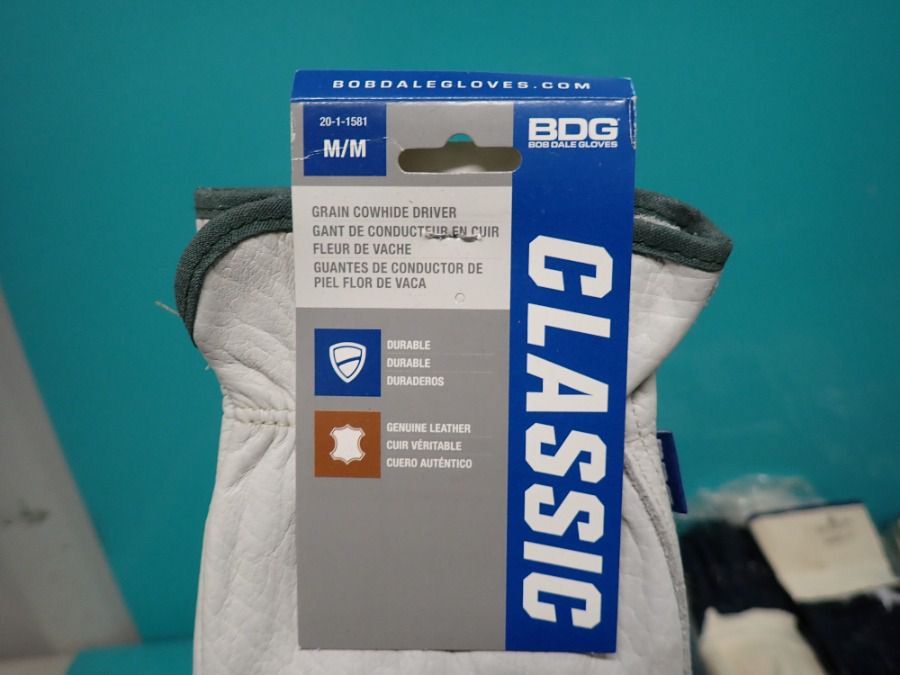 BOBDALEGLOVES.COM
20-1-1581
M/M
BDG
BOB DALE GLOVES
GRAIN COWHIDE DRIVER
GANT DE CONDUCTEUR EN CUIR
FLEUR DE VACHE
GUANTES DE CONDUCTOR DE
PIEL FLOR DE VACA
DURABLE
DURABLE
DURADEROS
GENUINE LEATHER
CUIR VÉRITABLE
CUERO AUTÉNTICO
CLASSIC